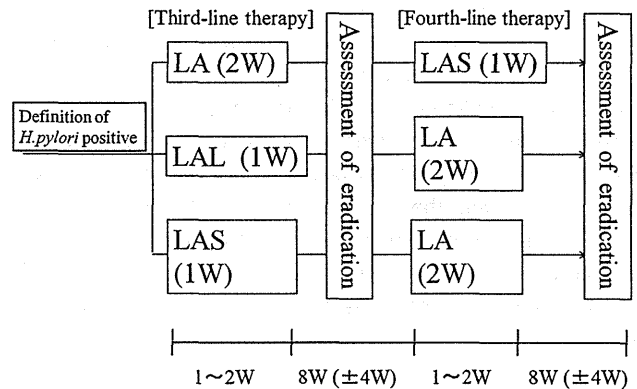 [Third-line therapy]
[Fourth-line therapy]
Definition of
H.pylori positive
LA (2W)
LAL (1W)
LAS
(1W)
Assessment of eradication
LAS (1W)
LA
(2W)
LA
(2W)
Assessment of eradication
1～2W
8W (±4W)
1～2W
8W (±4W)